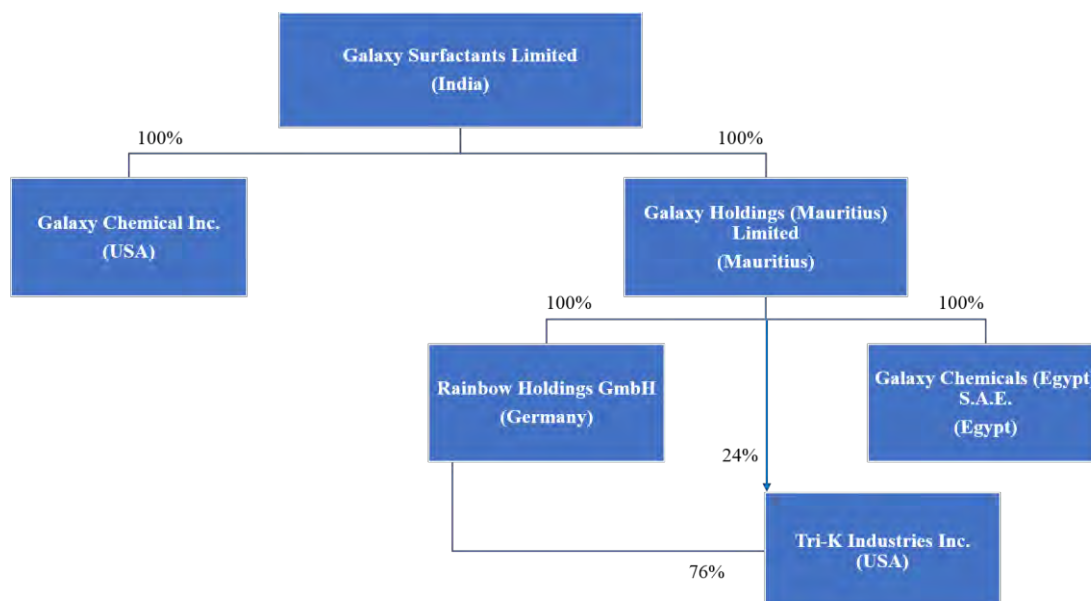 Galaxy Surfactants Limited
(India)
100%
100%
Galaxy Chemical Inc.
(USA)
Galaxy Holdings (Mauritius)
Limited
(Mauritius)
100%
100%
Rainbow Holdings GmbH
(Germany)
Galaxy Chemicals (Egypt)
S.A.E.
(Egypt)
24%
Tri-K Industries Inc.
(USA)
76%